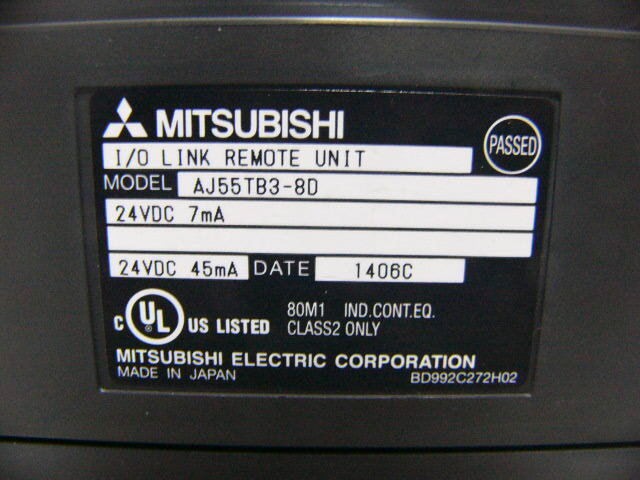 MITSUBISHI
PASSED
I/O LINK REMOTE UNIT
MODEL AJ55TB3-8D
24VDC 7mA
24VDC 45mA DATE 1406C
C UL US LISTED 80M1 IND.CONT.EQ.
CLASS2 ONLY
MITSUBISHI ELECTRIC CORPORATION
MADE IN JAPAN BD992C272H02